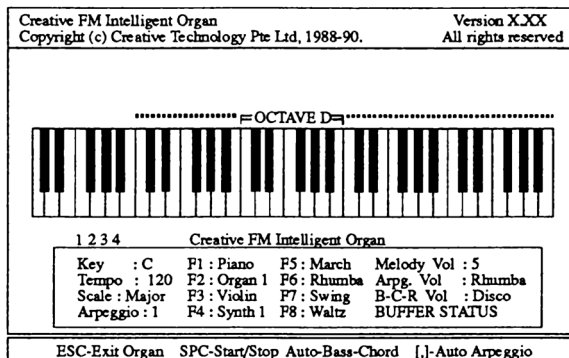 Creative FM Intelligent Organ Version X.XX
Copyright (c) Creative Technology Pte Ltd, 1988-90. All rights reserved
OCTAVE D
1 2 3 4 Creative FM Intelligent Organ
Key : C F1 : Piano F5 : March Melody Vol : 5
Tempo : 120 F2 : Organ 1 F6 : Rhumba Arpg. Vol : Rhumba
Scale : Major F3 : Violin F7 : Swing B-C-R Vol : Disco
Arpeggio : 1 F4 : Synth 1 F8 : Waltz BUFFER STATUS
ESC-Exit Organ SPC-Start/Stop Auto-Bass-Chord [,]-Auto Arpeggio